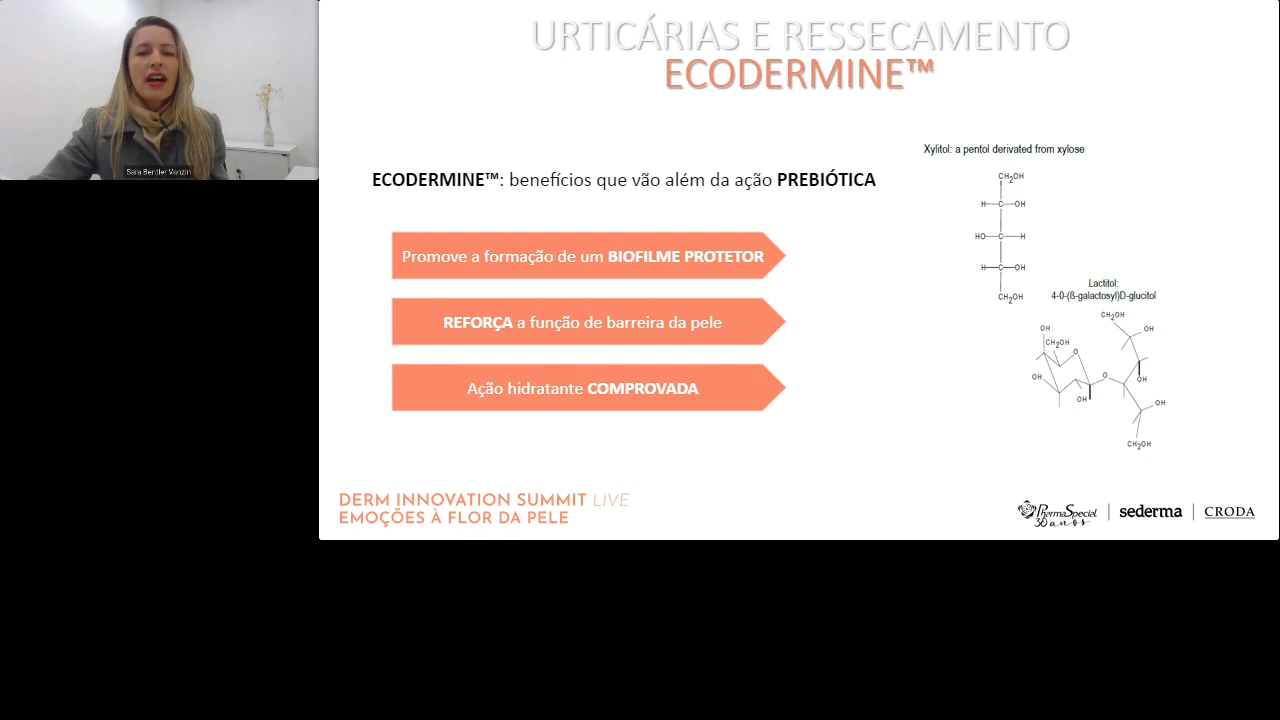 Sara Bentler Vanzin
URTICÁRIAS E RESSECAMENTO
ECODERMINE™
ECODERMINE™: benefícios que vão além da ação PREBIÓTICA
Promove a formação de um BIOFILME PROTETOR
REFORÇA a função de barreira da pele
Ação hidratante COMPROVADA
Xylitol: a pentol derivated from xylose
CH2OH
H C OH
HO C H
H C OH
CH2OH
Lactitol:
4-0-(ß-galactosyl)D-glucitol
CH2OH
OH
OH
CH2OH
O
OH
O
OH
OH
OH
CH2OH
DERM INNOVATION SUMMIT LIVE
EMOÇÕES À FLOR DA PELE
PharmaSpecial
30 anos
sederma
CRODA